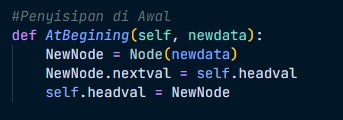 #Penyisipan di Awal
def AtBegining(self, newdata):
    NewNode = Node(newdata)
    NewNode.nextval = self.headval
    self.headval = NewNode